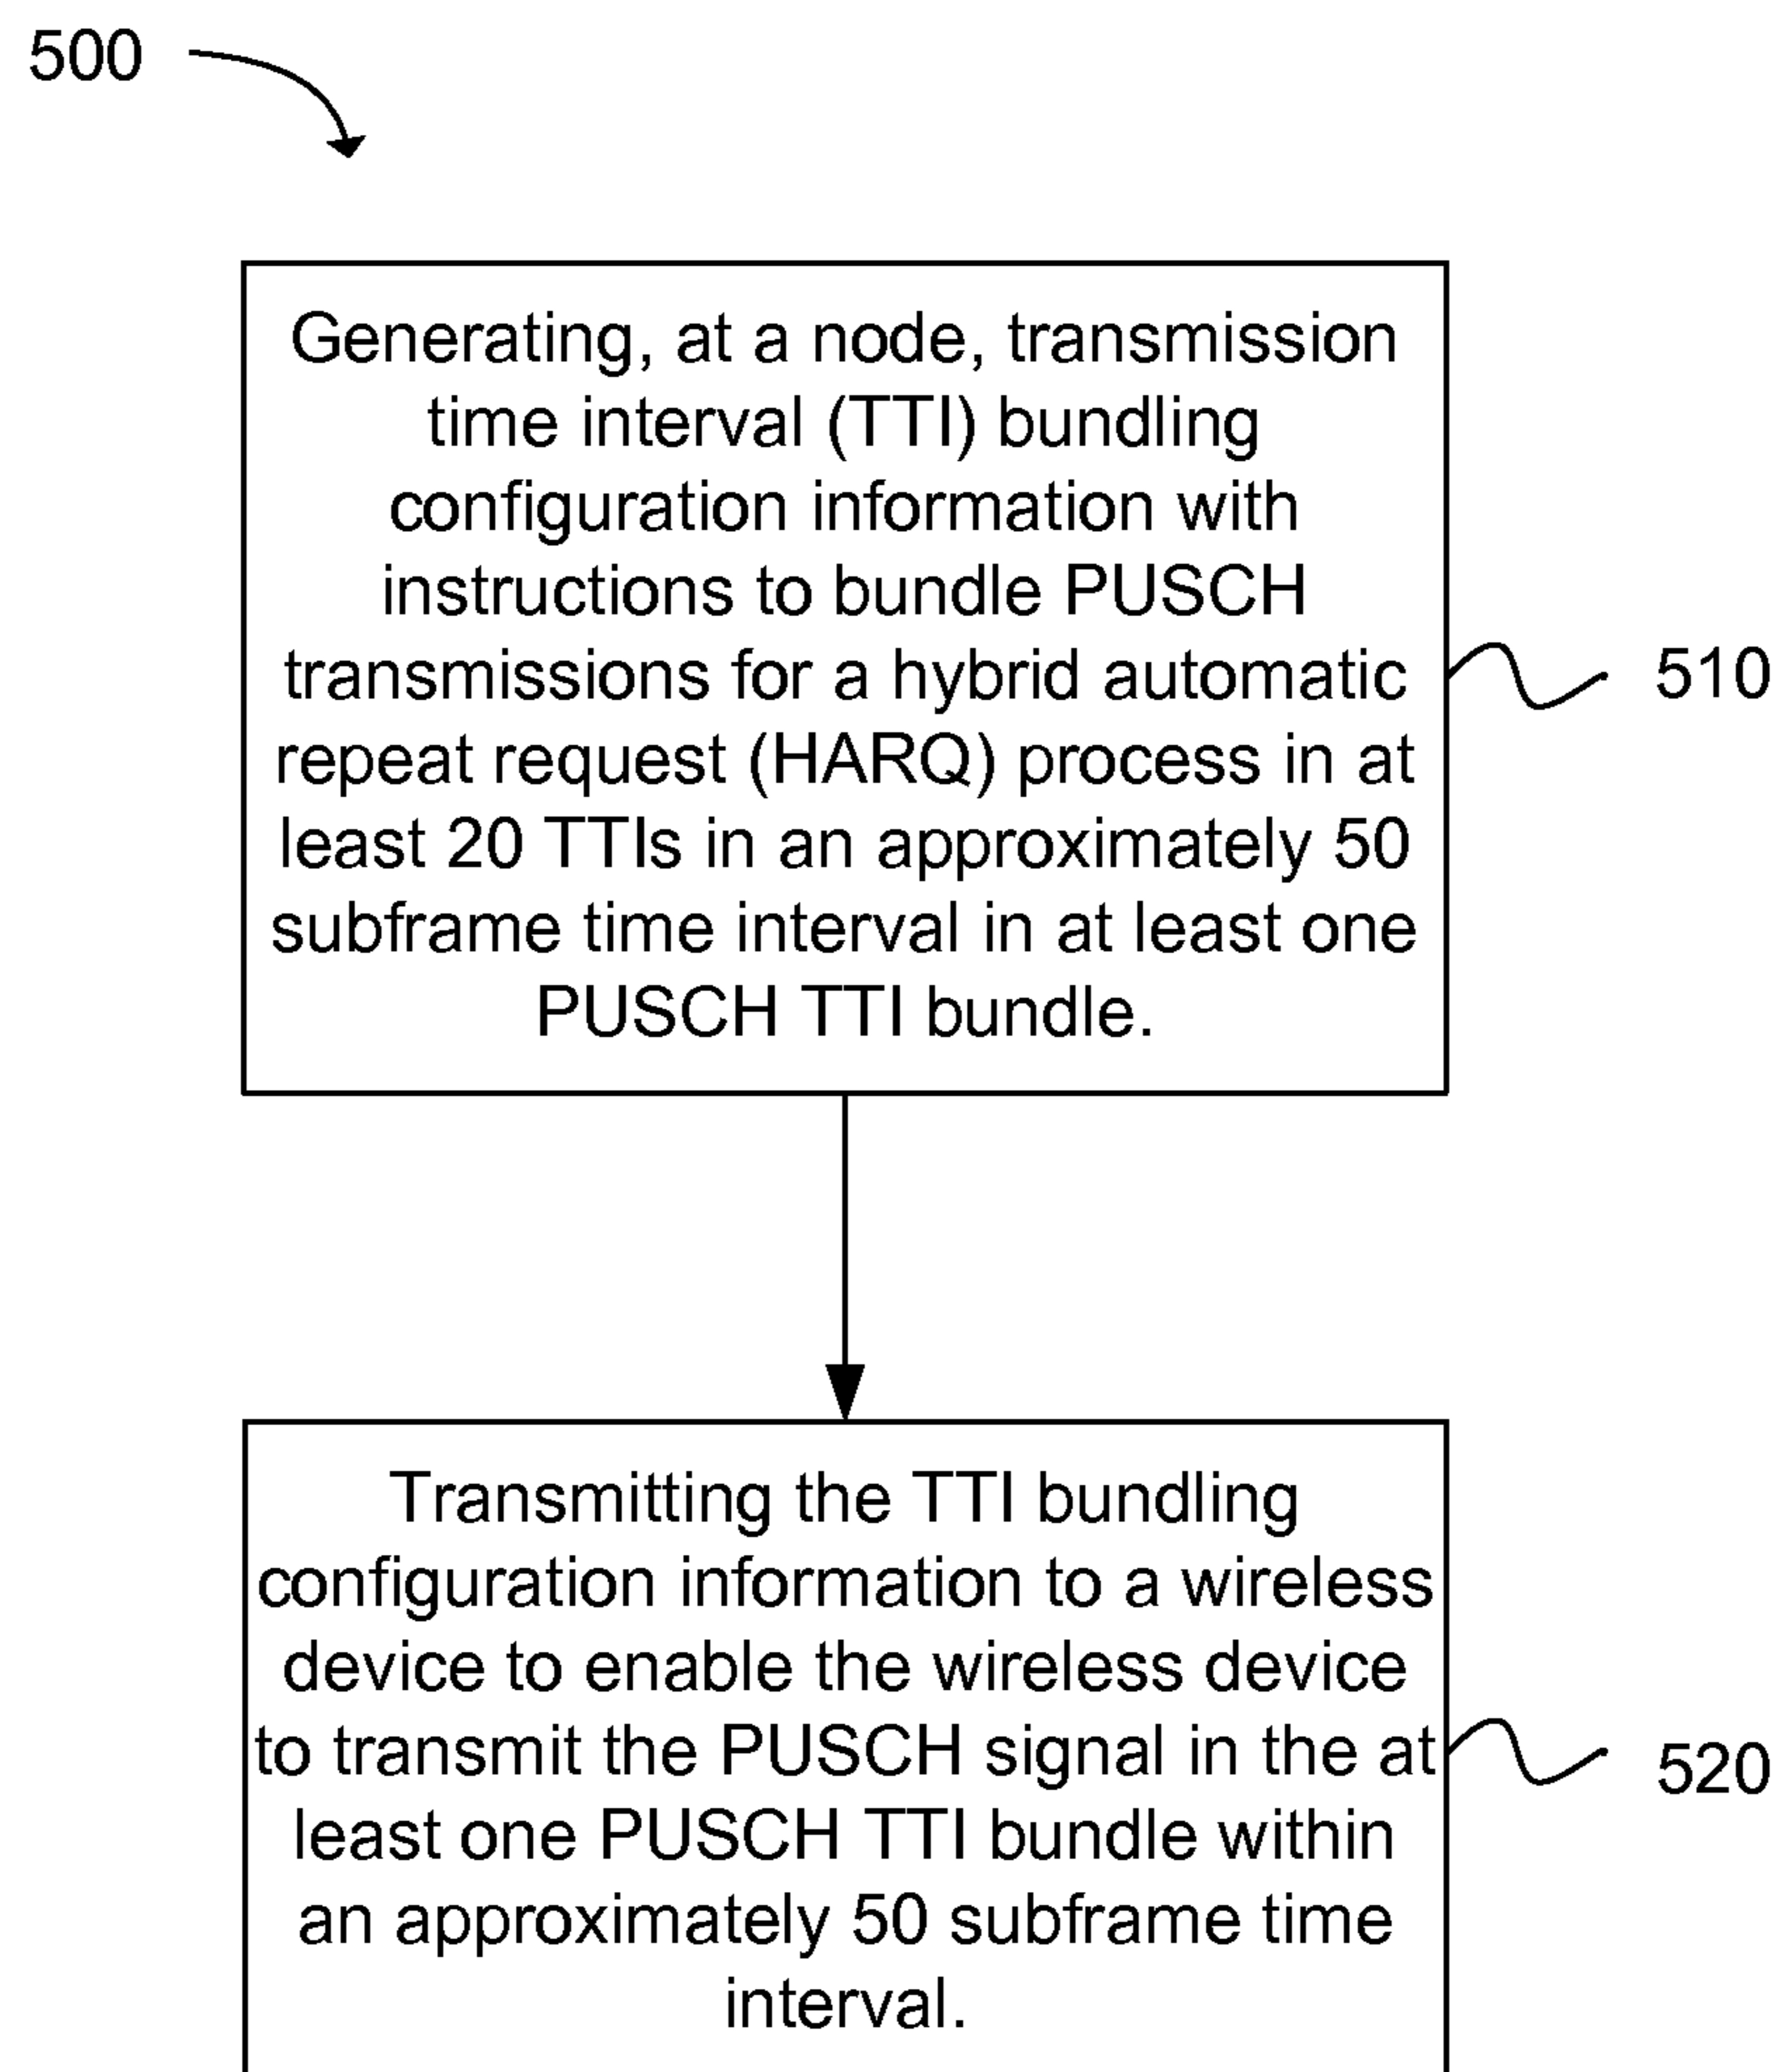 500
Generating, at a node, transmission
time interval (TTI) bundling
configuration information with
instructions to bundle PUSCH
transmissions for a hybrid automatic
repeat request (HARQ) process in at
least 20 TTIs in an approximately 50
subframe time interval in at least one
PUSCH TTI bundle.
510
Transmitting the TTI bundling
configuration information to a wireless
device to enable the wireless device
to transmit the PUSCH signal in the at
least one PUSCH TTI bundle within
an approximately 50 subframe time
interval.
520